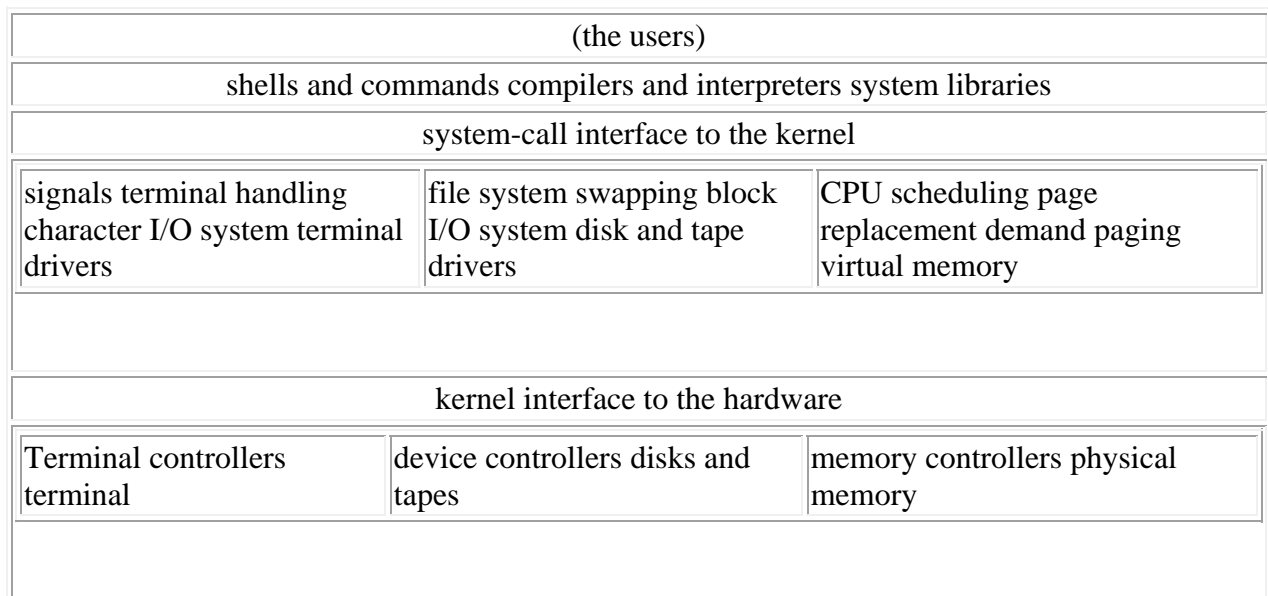 (the users)
shells and commands compilers and interpreters system libraries
system-call interface to the kernel
signals terminal handling
character I/O system terminal
drivers
file system swapping block
I/O system disk and tape
drivers
CPU scheduling page
replacement demand paging
virtual memory
kernel interface to the hardware
Terminal controllers
terminal
device controllers disks and
tapes
memory controllers physical
memory